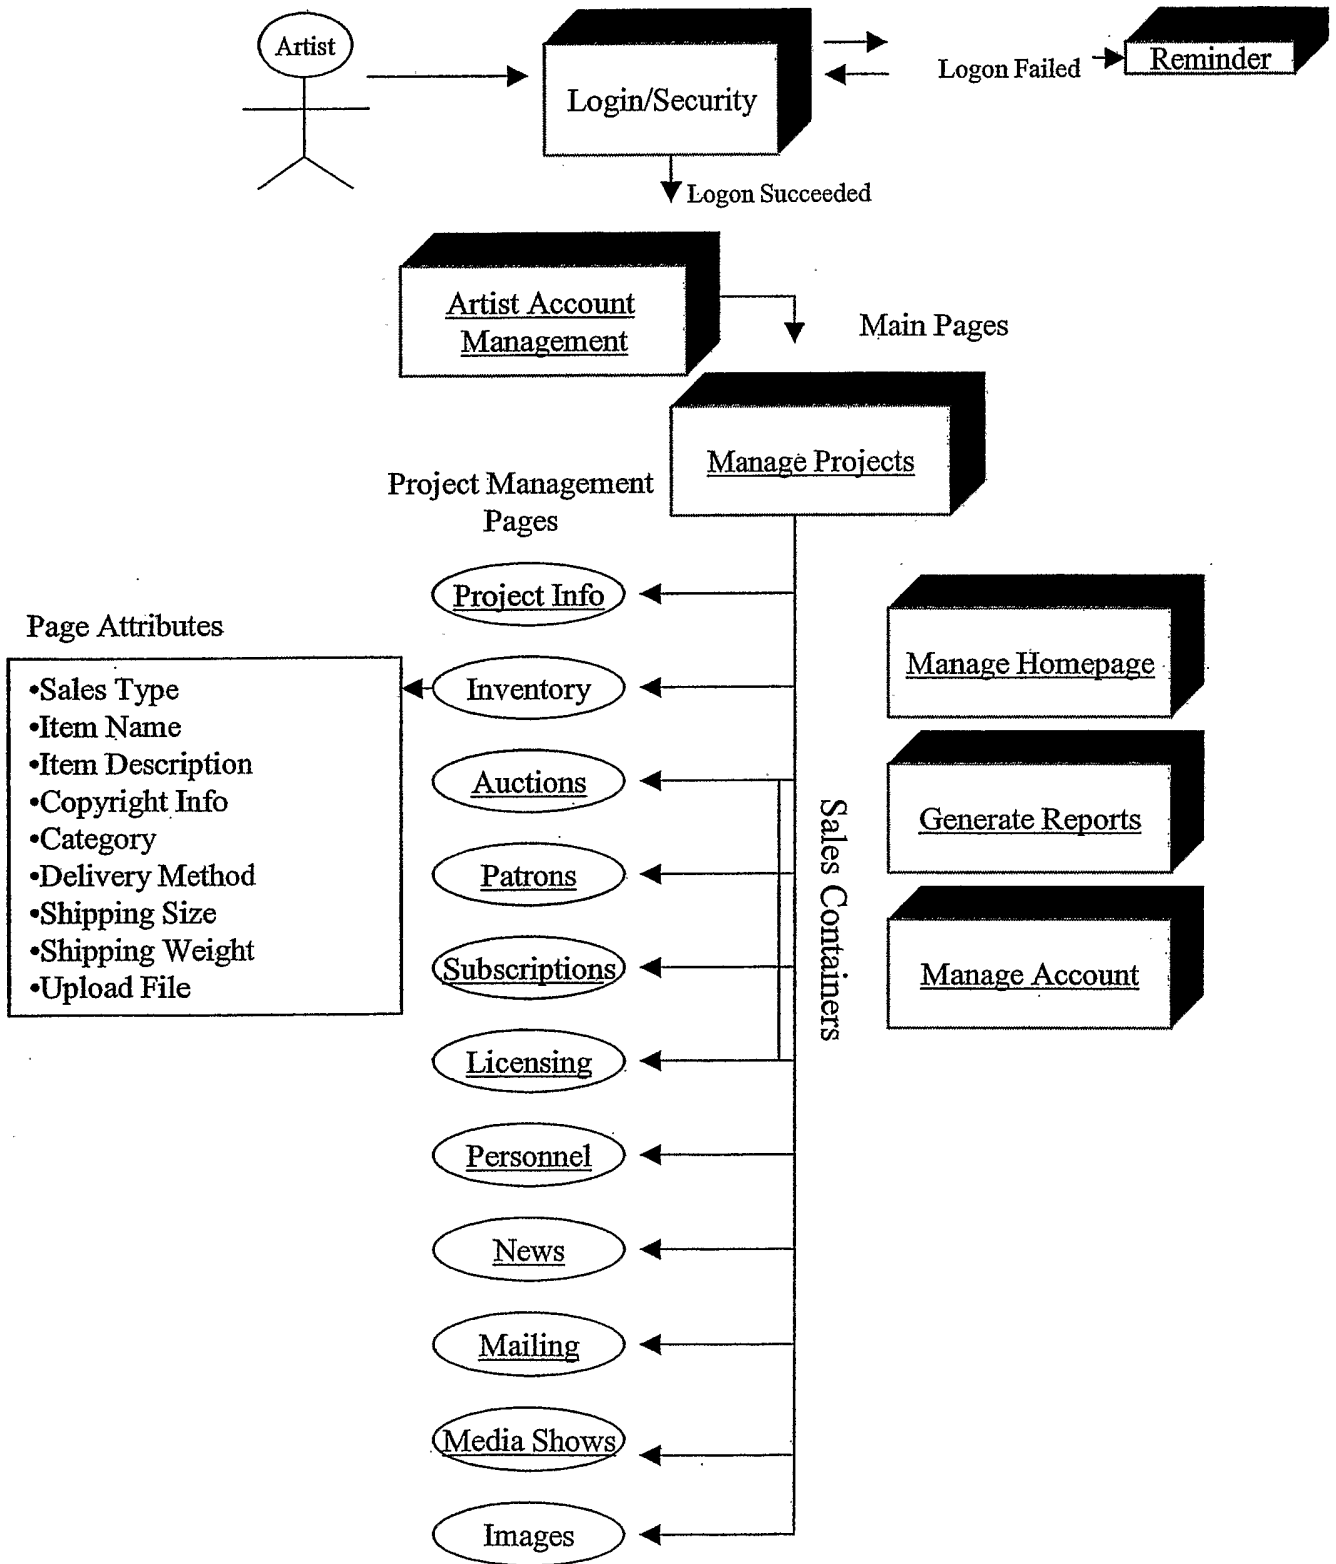 Artist
Login/Security
Logon Failed
Reminder
Logon Succeeded
Artist Account
Management
Main Pages
Manage Projects
Project Management
Pages
Project Info
Page Attributes
•Sales Type
•Item Name
•Item Description
•Copyright Info
•Category
•Delivery Method
•Shipping Size
•Shipping Weight
•Upload File
Inventory
Auctions
Patrons
Subscriptions
Licensing
Personnel
News
Mailing
Media Shows
Images
Sales Containers
Manage Homepage
Generate Reports
Manage Account